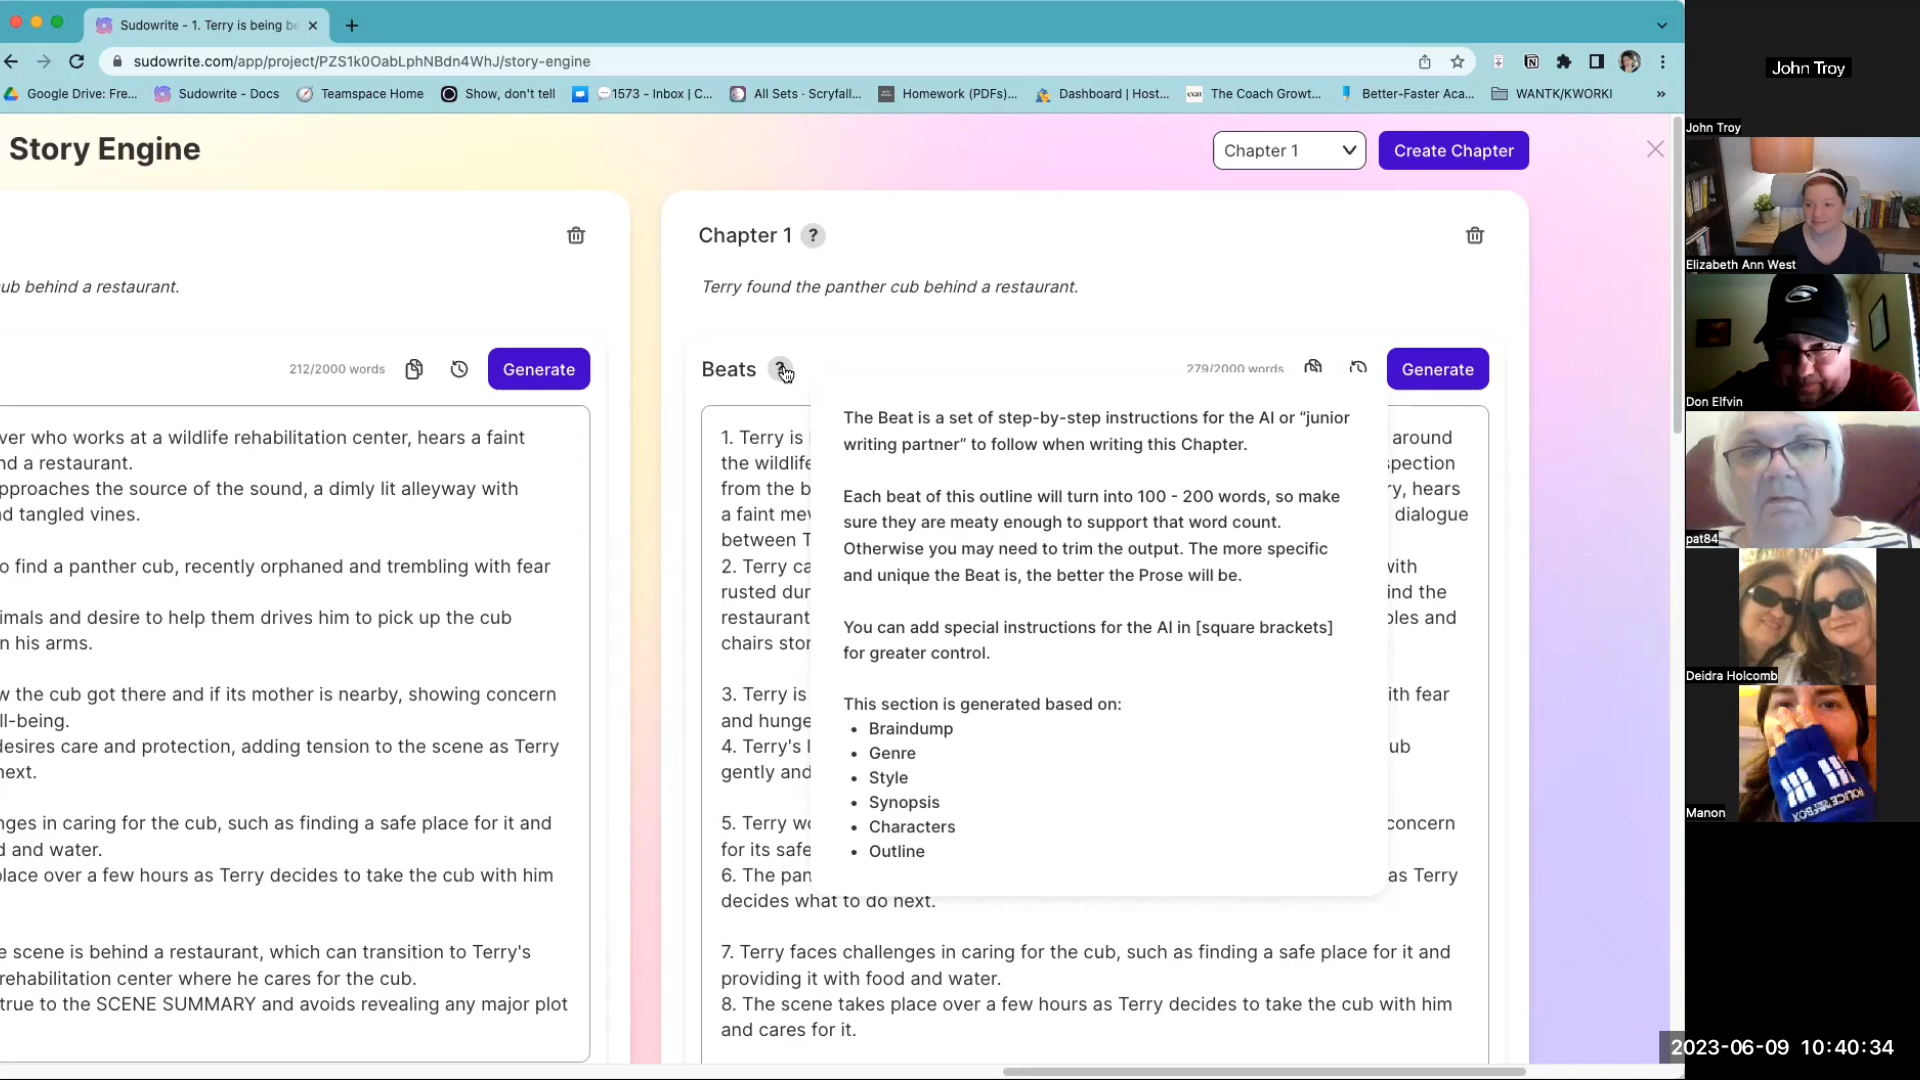 Sudowrite - 1. Terry is being be
sudowrite.com/app/project/PZS1k0OabLphNBdn4WhJ/story-engine
Google Drive: Fre...
Sudowrite - Docs
Teamspace Home
Show, don't tell
1573 - Inbox | C...
All Sets · Scryfall...
Homework (PDFs)...
Dashboard | Host...
The Coach Growt...
Better-Faster Aca...
WANTK/KWORKI
»
Story Engine
Chapter 1
Create Chapter
ub behind a restaurant.
212/2000 words
Generate
ver who works at a wildlife rehabilitation center, hears a faint
nd a restaurant.
pproaches the source of the sound, a dimly lit alleyway with
d tangled vines.
o find a panther cub, recently orphaned and trembling with fear
imals and desire to help them drives him to pick up the cub
n his arms.
w the cub got there and if its mother is nearby, showing concern
ll-being.
desires care and protection, adding tension to the scene as Terry
next.
nges in caring for the cub, such as finding a safe place for it and
d and water.
lace over a few hours as Terry decides to take the cub with him
e scene is behind a restaurant, which can transition to Terry's
rehabilitation center where he cares for the cub.
true to the SCENE SUMMARY and avoids revealing any major plot
Chapter 1 ?
Terry found the panther cub behind a restaurant.
Beats ?
279/2000 words
Generate
1. Terry is
around
the wildlife
spection
from the b
ry, hears
a faint mev
dialogue
between T
2. Terry ca
with
rusted dur
ind the
restaurant
bles and
chairs stor
3. Terry is
ith fear
and hunge
4. Terry's l
ub
gently and
5. Terry wo
concern
for its safe
6. The pan
as Terry
decides what to do next.
7. Terry faces challenges in caring for the cub, such as finding a safe place for it and
providing it with food and water.
8. The scene takes place over a few hours as Terry decides to take the cub with him
and cares for it.
The Beat is a set of step-by-step instructions for the AI or “junior
writing partner” to follow when writing this Chapter.
Each beat of this outline will turn into 100 - 200 words, so make
sure they are meaty enough to support that word count.
Otherwise you may need to trim the output. The more specific
and unique the Beat is, the better the Prose will be.
You can add special instructions for the AI in [square brackets]
for greater control.
This section is generated based on:
• Braindump
• Genre
• Style
• Synopsis
• Characters
• Outline
John Troy
John Troy
Elizabeth Ann West
Don Elfvin
pat84
Deidra Holcomb
Manon
POLICE BOX
2023-06-09 10:40:34